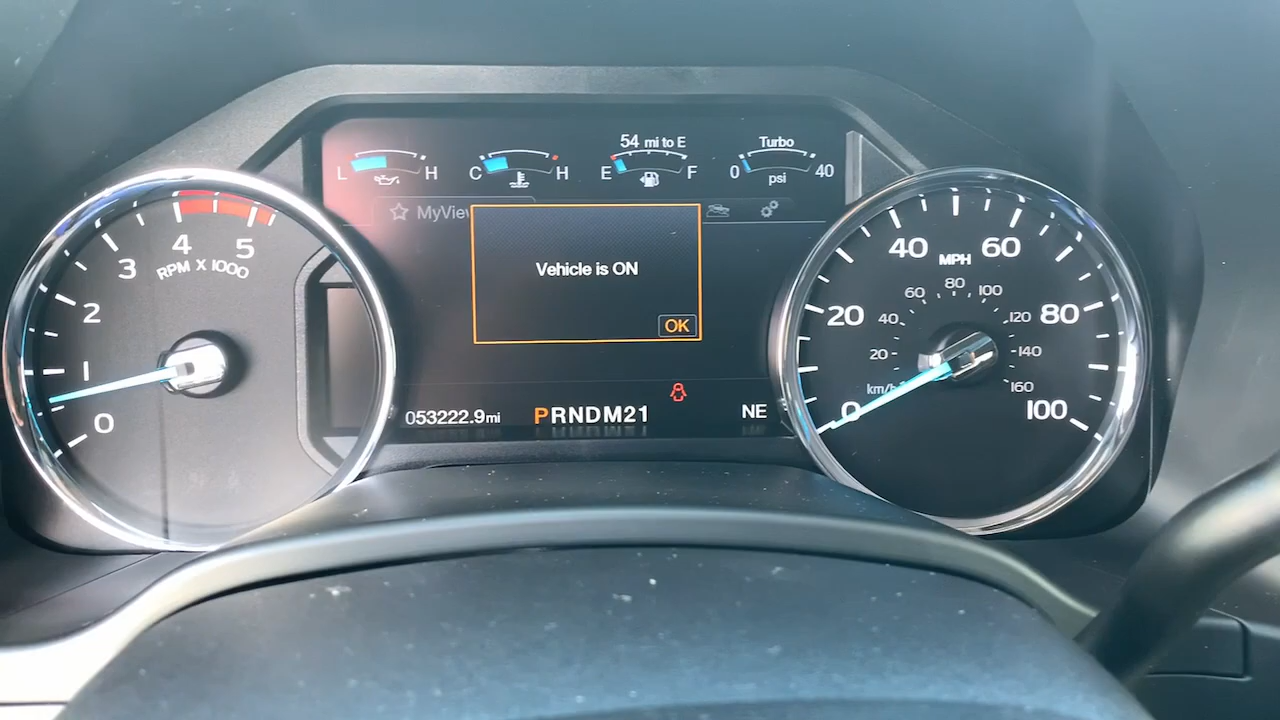 54 mi to E
Turbo
L H
C H
E F
0 40
psi
MyView
Vehicle is ON
OK
053222.9mi
PRNDM21
NE
0 1 2 3 4 5
RPM X 1000
0 20 40 60 80 100
MPH
20 40 60 80 100 120 140 160
km/h